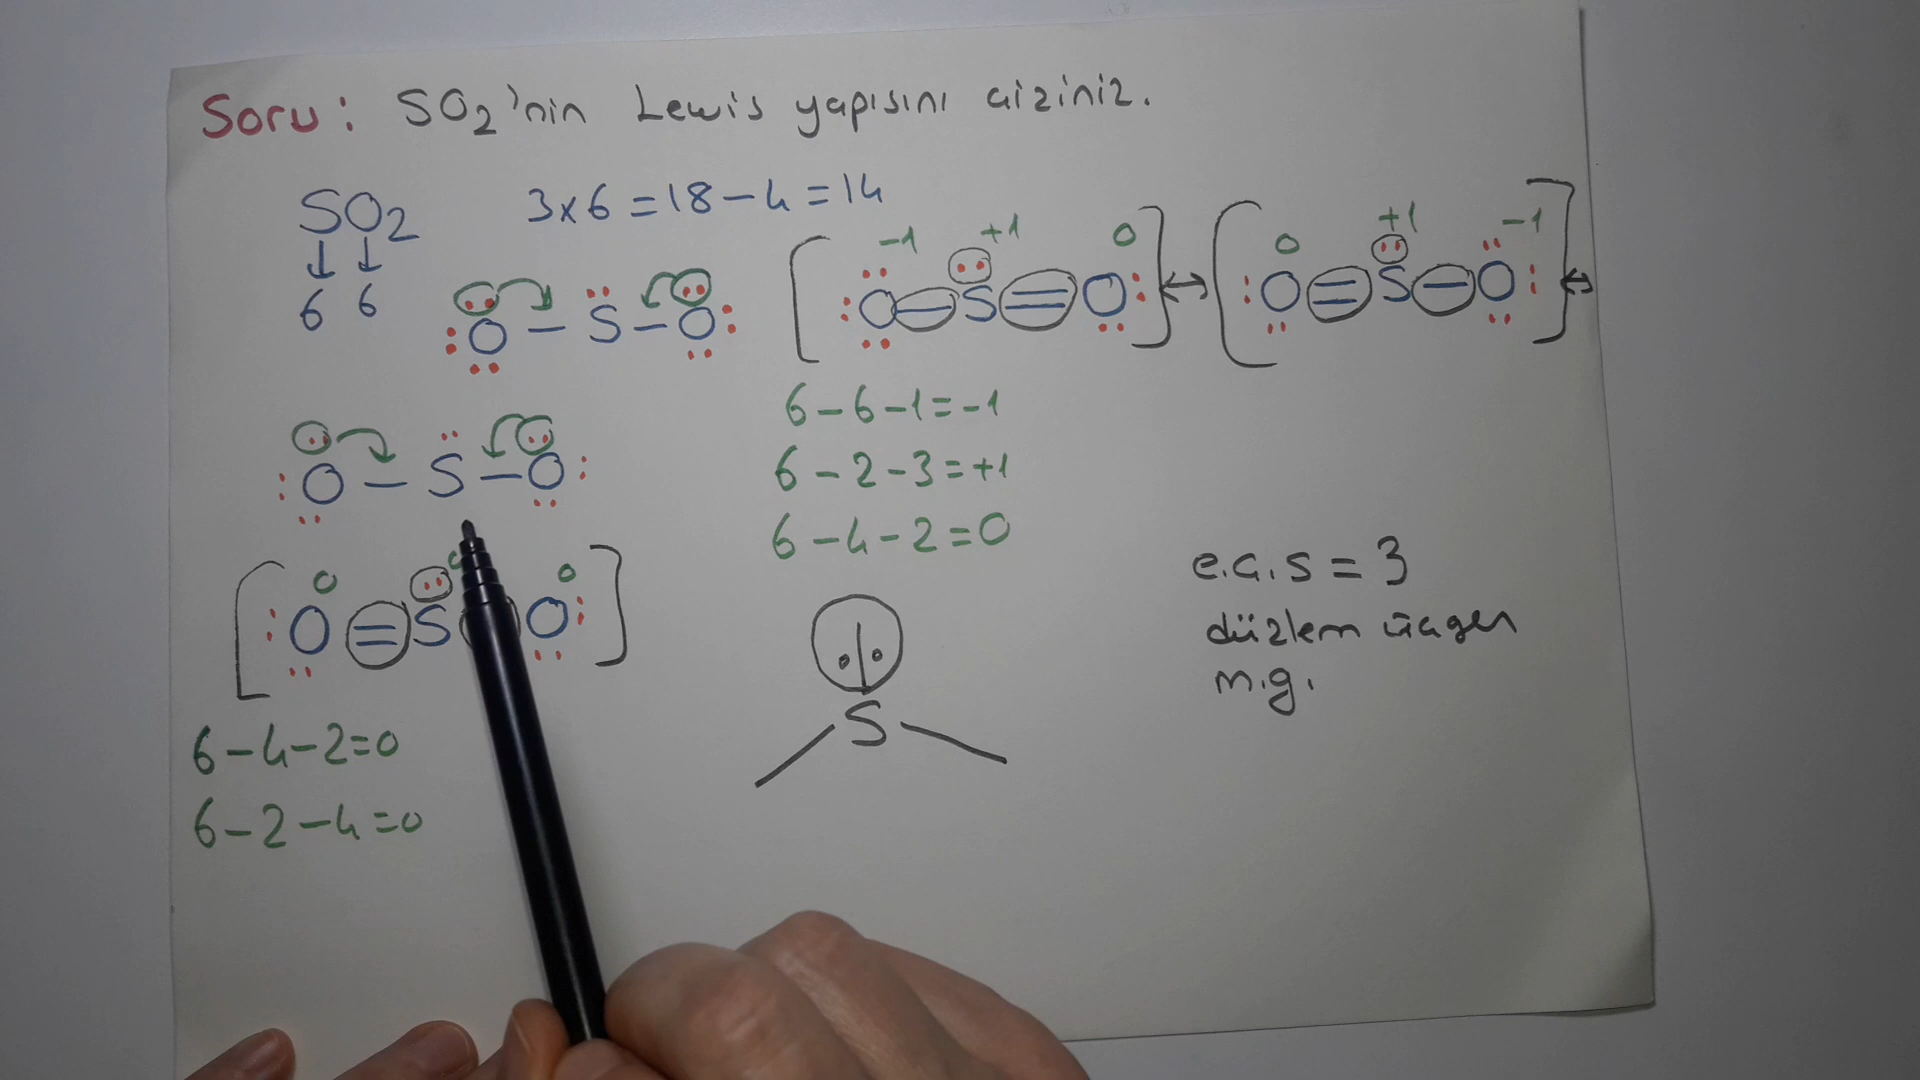 Soru: SO2'nin Lewis yapısını çiziniz.
SO2 3x6=18-4=14
6 6
-1 +1 0
O-S=O
0 +1 -1
O=S-O
O-S-O
6-6-1=-1
6-2-3=+1
6-4-2=0
O-S-O
0 0
O=S O
6-4-2=0
6-2-4=0
S
e.ç.s=3
düzlem üçgen
m.g.